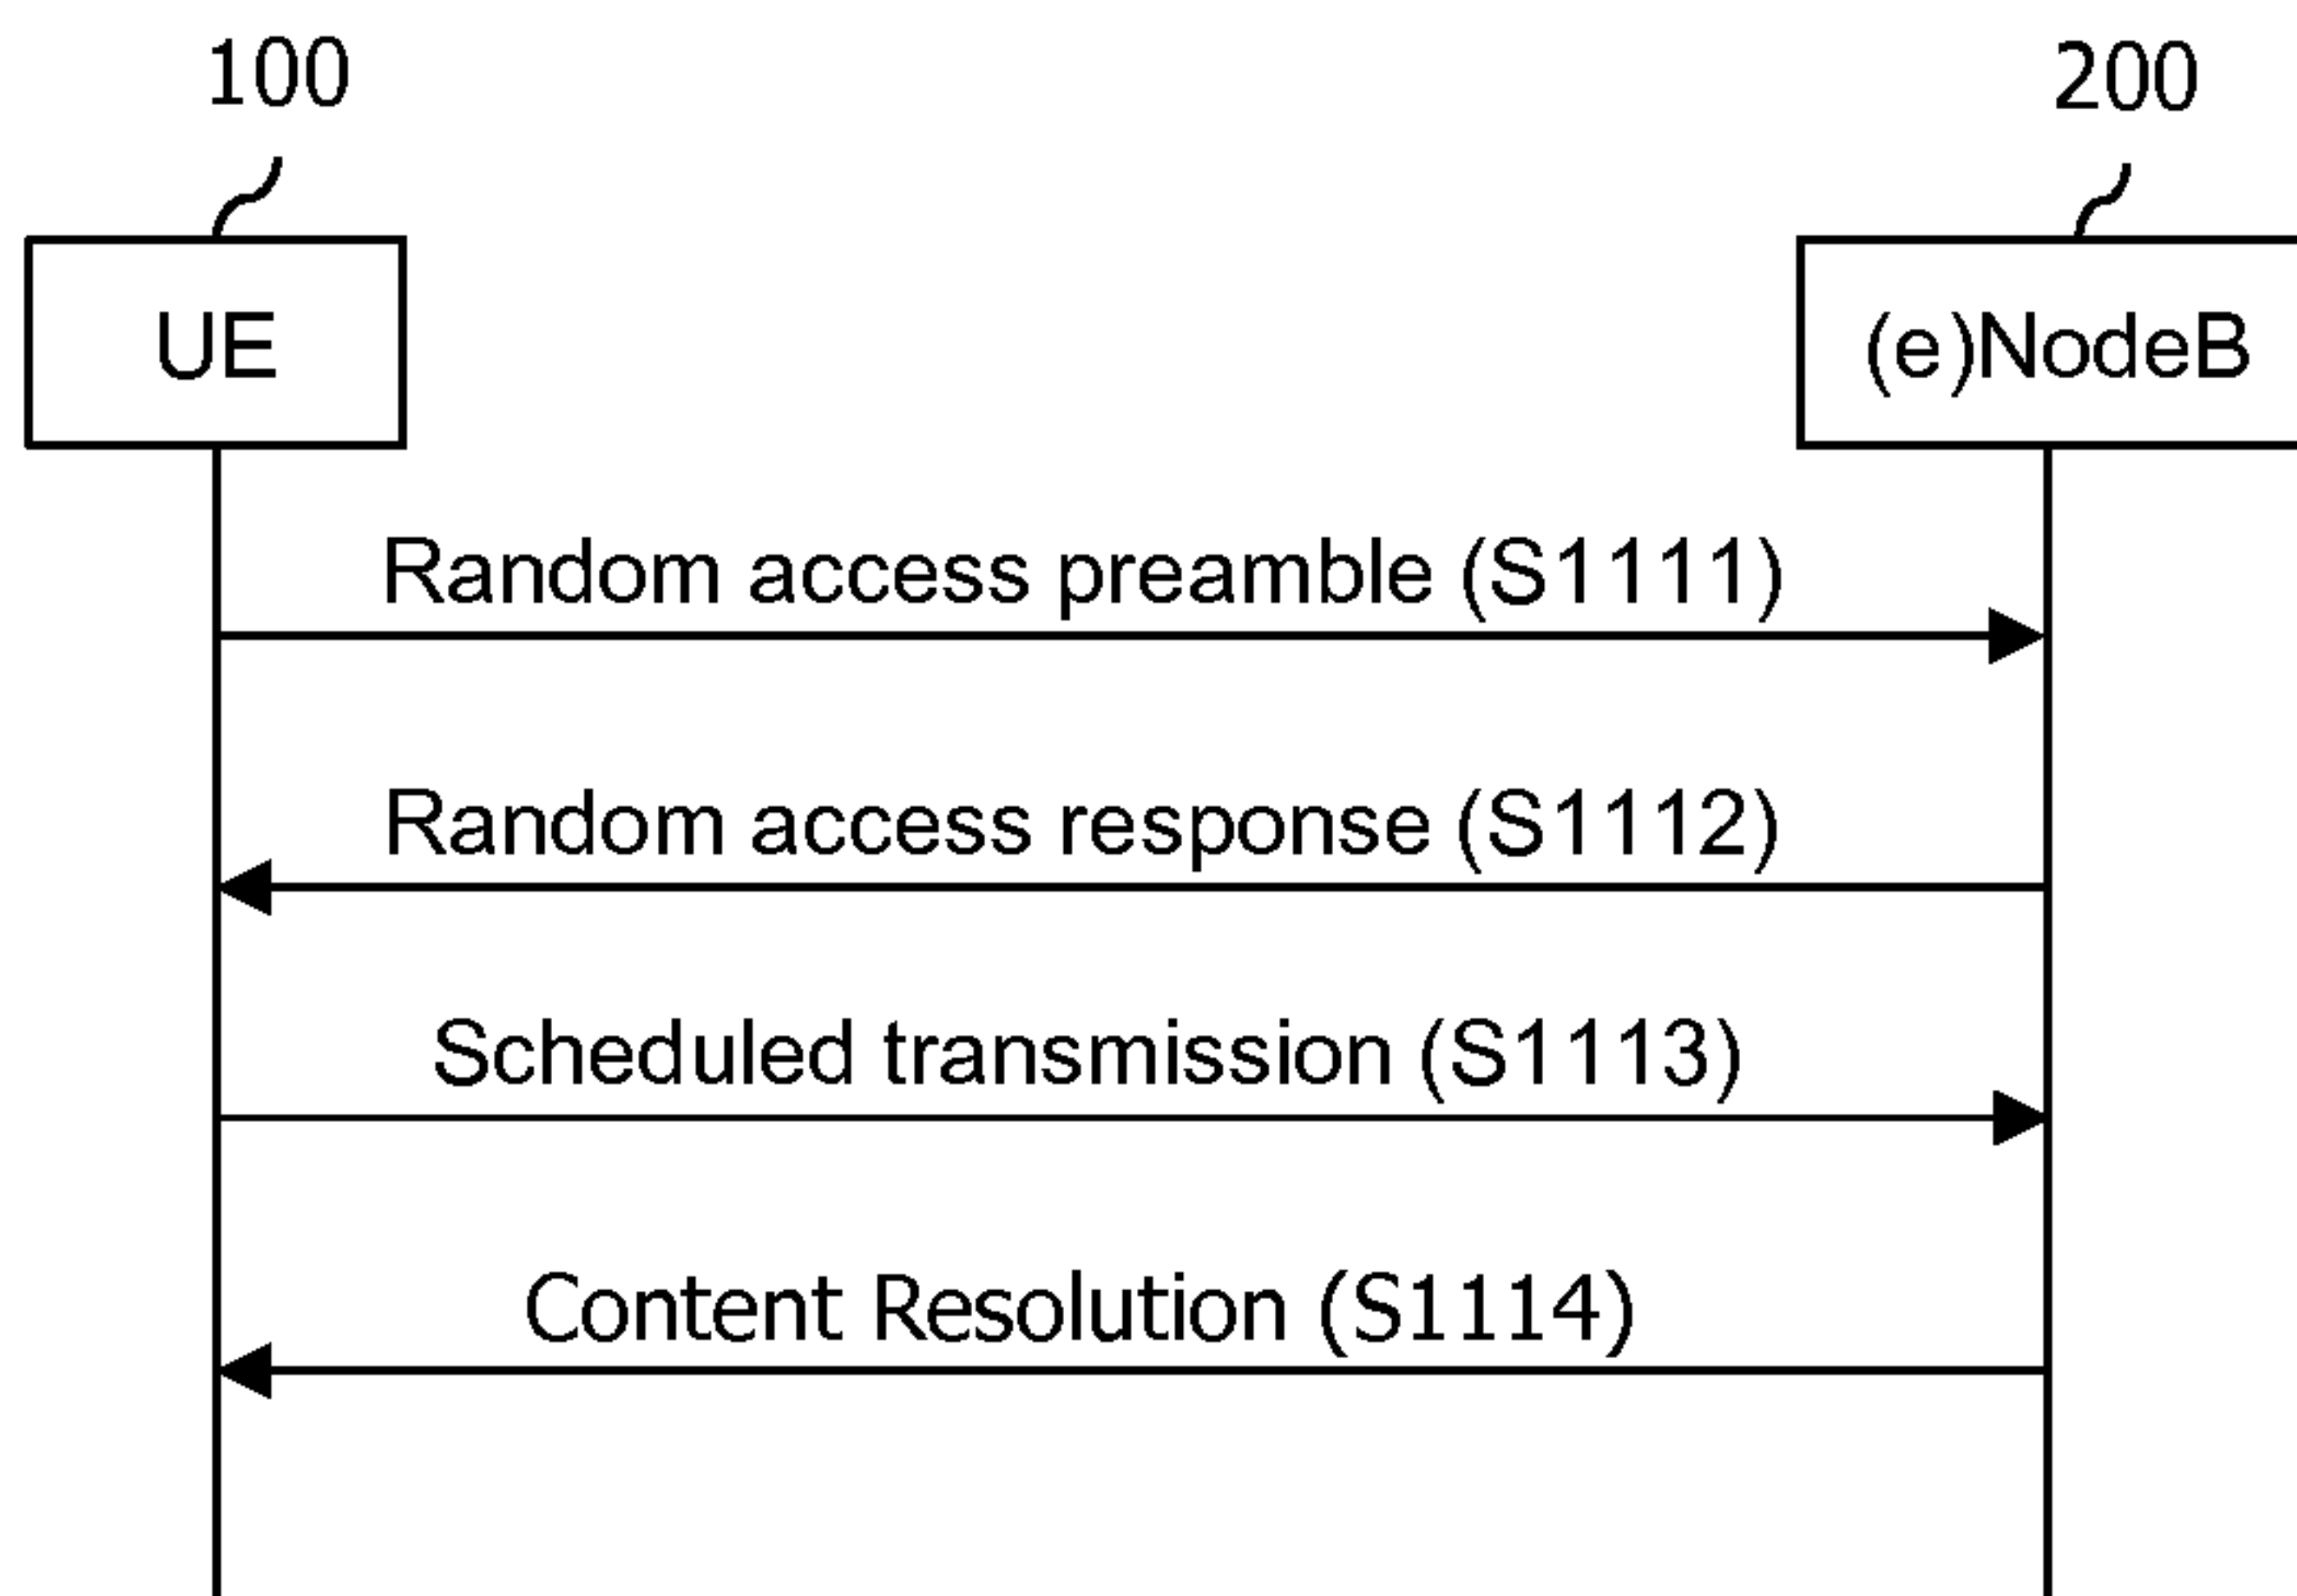 100
200
UE
(e)NodeB
Random access preamble (S1111)
Random access response (S1112)
Scheduled transmission (S1113)
Content Resolution (S1114)